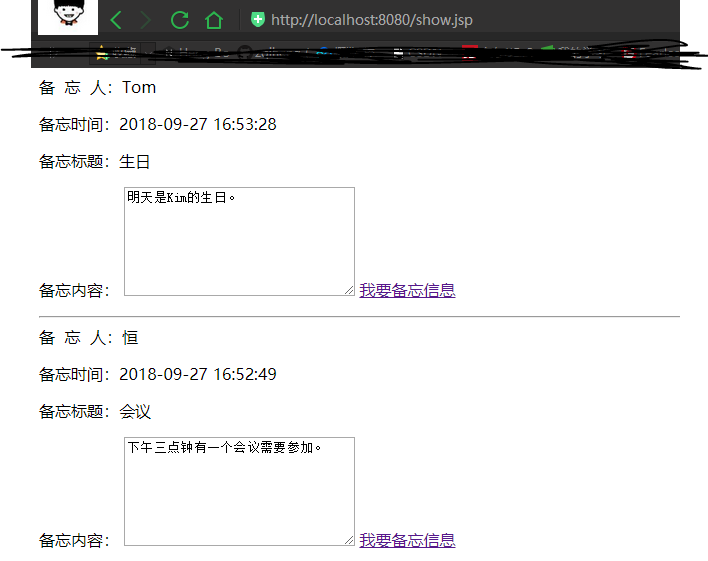 http://localhost:8080/show.jsp
备 忘 人：Tom
备忘时间：2018-09-27 16:53:28
备忘标题：生日
明天是Kim的生日。
备忘内容： 我要备忘信息
备 忘 人：恒
备忘时间：2018-09-27 16:52:49
备忘标题：会议
下午三点钟有一个会议需要参加。
备忘内容： 我要备忘信息